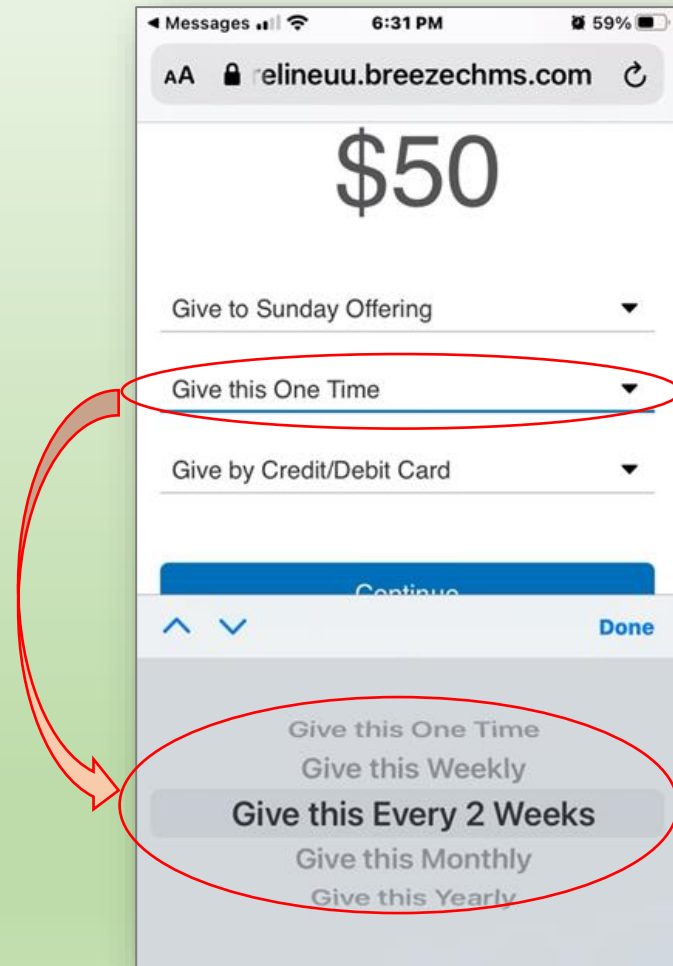 Messages 6:31 PM 59%
AA elineuu.breezechms.com
$50
Give to Sunday Offering
Give this One Time
Give by Credit/Debit Card
Continue
Done
Give this One Time
Give this Weekly
Give this Every 2 Weeks
Give this Monthly
Give this Yearly